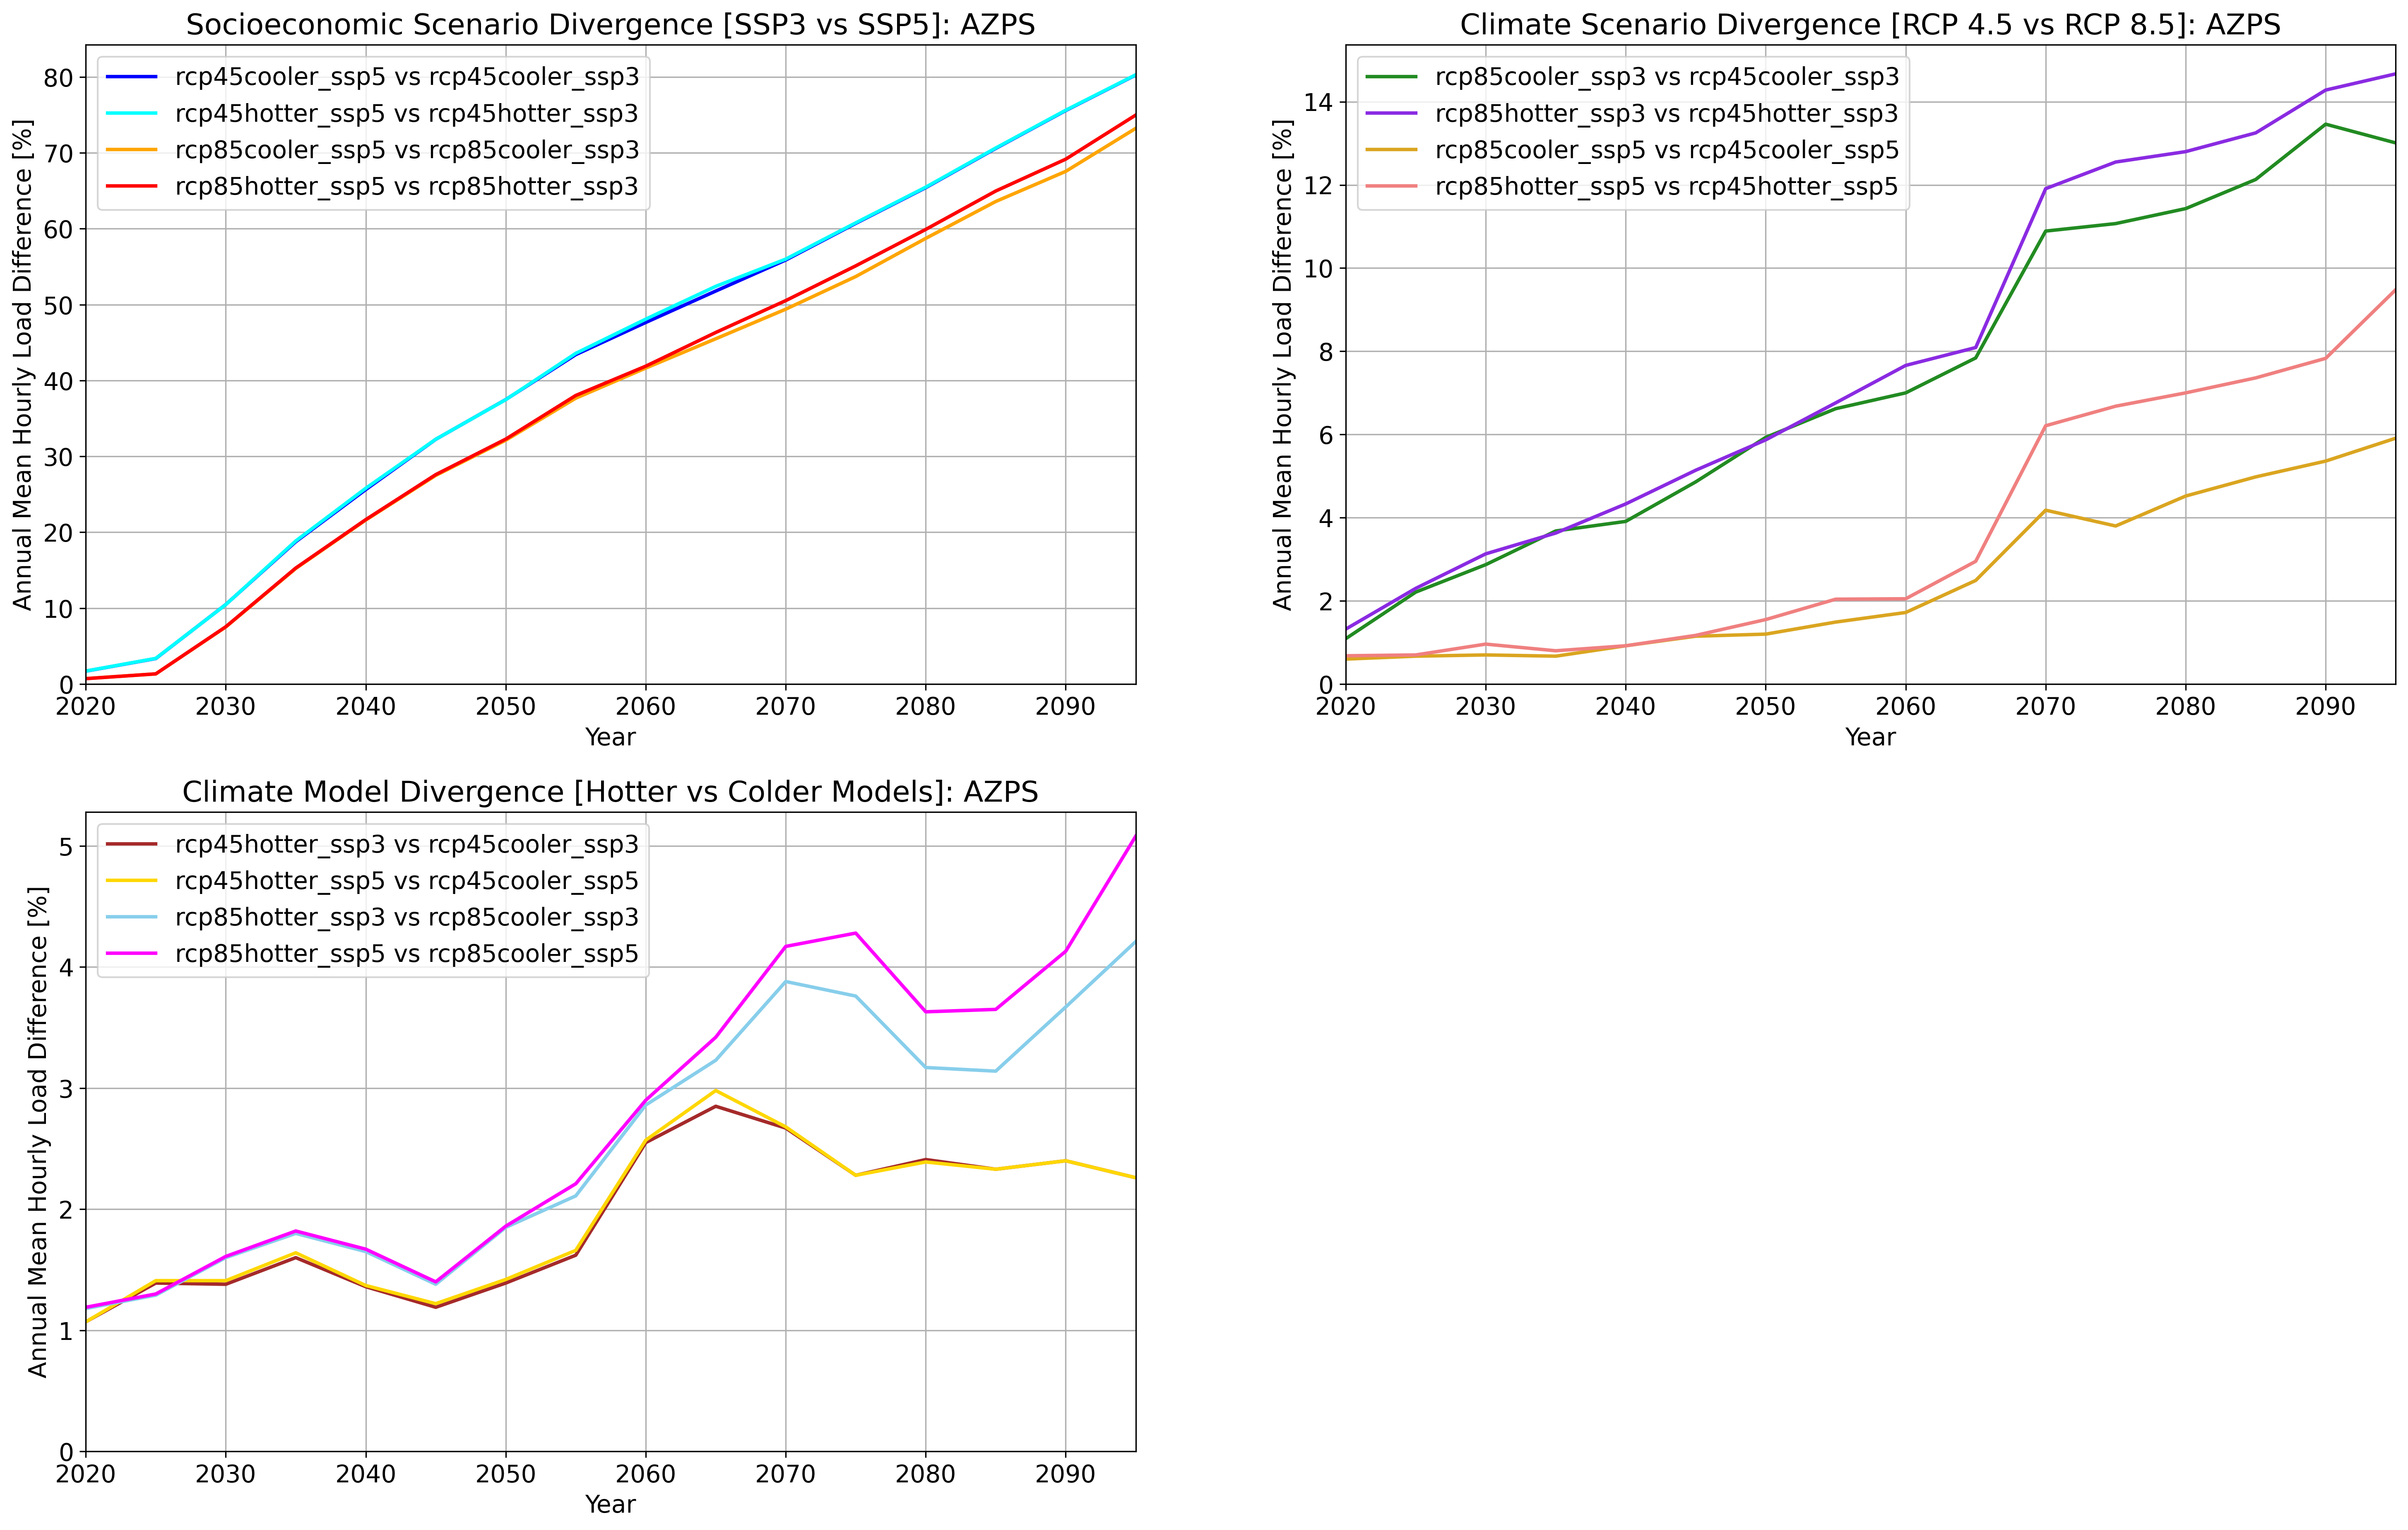 Socioeconomic Scenario Divergence [SSP3 vs SSP5]: AZPS
Annual Mean Hourly Load Difference [%]
80
70
60
50
40
30
20
10
0
rcp45cooler_ssp5 vs rcp45cooler_ssp3
rcp45hotter_ssp5 vs rcp45hotter_ssp3
rcp85cooler_ssp5 vs rcp85cooler_ssp3
rcp85hotter_ssp5 vs rcp85hotter_ssp3
2020 2030 2040 2050 2060 2070 2080 2090
Year
Climate Scenario Divergence [RCP 4.5 vs RCP 8.5]: AZPS
Annual Mean Hourly Load Difference [%]
14
12
10
8
6
4
2
0
rcp85cooler_ssp3 vs rcp45cooler_ssp3
rcp85hotter_ssp3 vs rcp45hotter_ssp3
rcp85cooler_ssp5 vs rcp45cooler_ssp5
rcp85hotter_ssp5 vs rcp45hotter_ssp5
2020 2030 2040 2050 2060 2070 2080 2090
Year
Climate Model Divergence [Hotter vs Colder Models]: AZPS
Annual Mean Hourly Load Difference [%]
5
4
3
2
1
0
rcp45hotter_ssp3 vs rcp45cooler_ssp3
rcp45hotter_ssp5 vs rcp45cooler_ssp5
rcp85hotter_ssp3 vs rcp85cooler_ssp3
rcp85hotter_ssp5 vs rcp85cooler_ssp5
2020 2030 2040 2050 2060 2070 2080 2090
Year